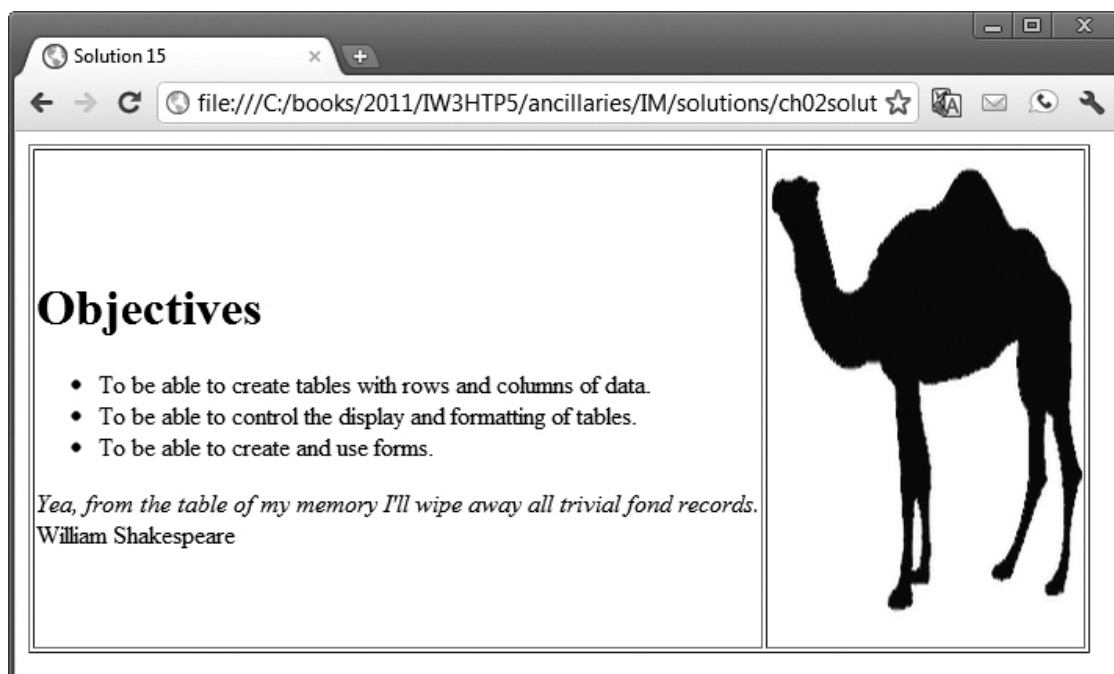 Solution 15
file:///C:/books/2011/IW3HTP5/ancillaries/IM/solutions/ch02solut
Objectives
To be able to create tables with rows and columns of data.
To be able to control the display and formatting of tables.
To be able to create and use forms.
Yea, from the table of my memory I'll wipe away all trivial fond records.
William Shakespeare